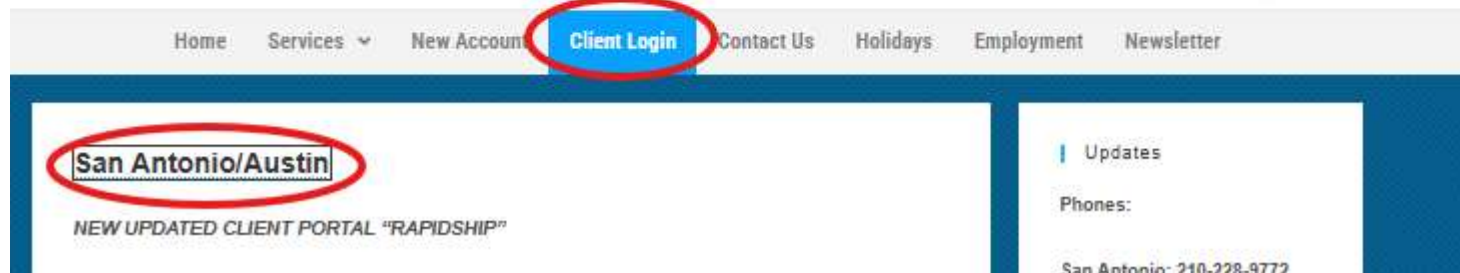 Home Services New Account Client Login Contact Us Holidays Employment Newsletter
San Antonio/Austin
NEW UPDATED CLIENT PORTAL “RAPIDSHIP”
Updates
Phones:
San Antonio: 210-228-9772